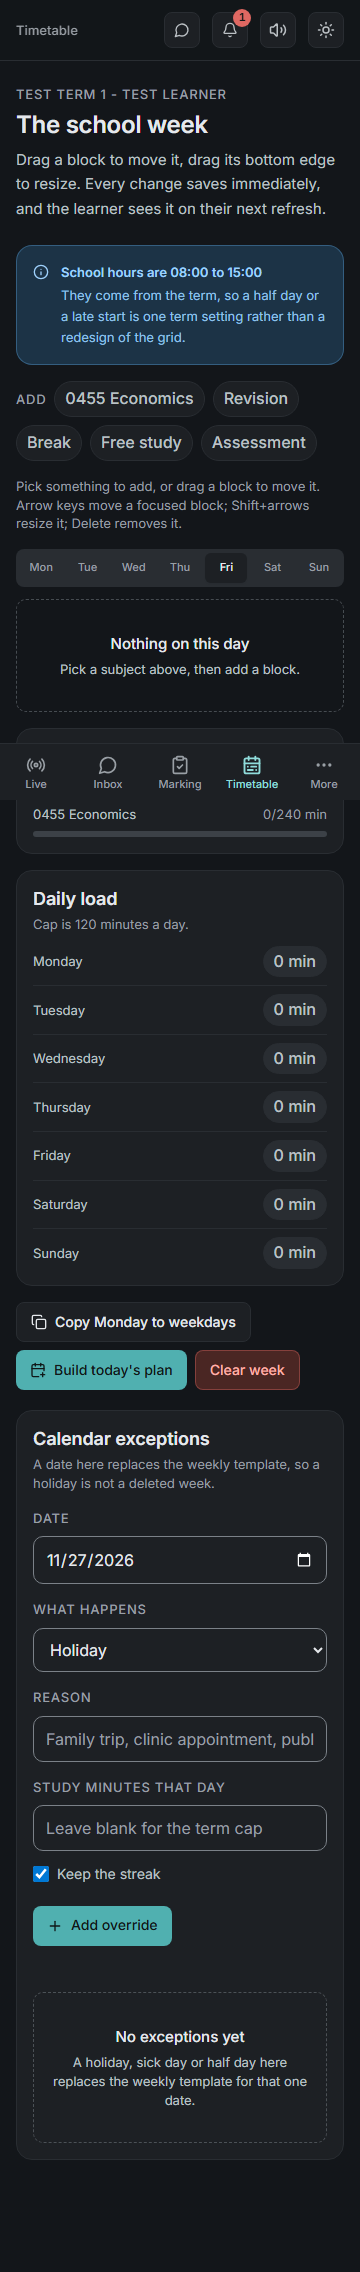 Timetable
1
TEST TERM 1 - TEST LEARNER
The school week
Drag a block to move it, drag its bottom edge
to resize. Every change saves immediately,
and the learner sees it on their next refresh.
School hours are 08:00 to 15:00
They come from the term, so a half day or
a late start is one term setting rather than a
redesign of the grid.
ADD 0455 Economics Revision
Break Free study Assessment
Pick something to add, or drag a block to move it.
Arrow keys move a focused block; Shift+arrows
resize it; Delete removes it.
Mon Tue Wed Thu Fri Sat Sun
Nothing on this day
Pick a subject above, then add a block.
Live Inbox Marking Timetable More
0455 Economics 0/240 min
Daily load
Cap is 120 minutes a day.
Monday 0 min
Tuesday 0 min
Wednesday 0 min
Thursday 0 min
Friday 0 min
Saturday 0 min
Sunday 0 min
Copy Monday to weekdays
Build today's plan Clear week
Calendar exceptions
A date here replaces the weekly template, so a
holiday is not a deleted week.
DATE
11/27/2026
WHAT HAPPENS
Holiday
REASON
Family trip, clinic appointment, publ
STUDY MINUTES THAT DAY
Leave blank for the term cap
Keep the streak
Add override
No exceptions yet
A holiday, sick day or half day here
replaces the weekly template for that one
date.